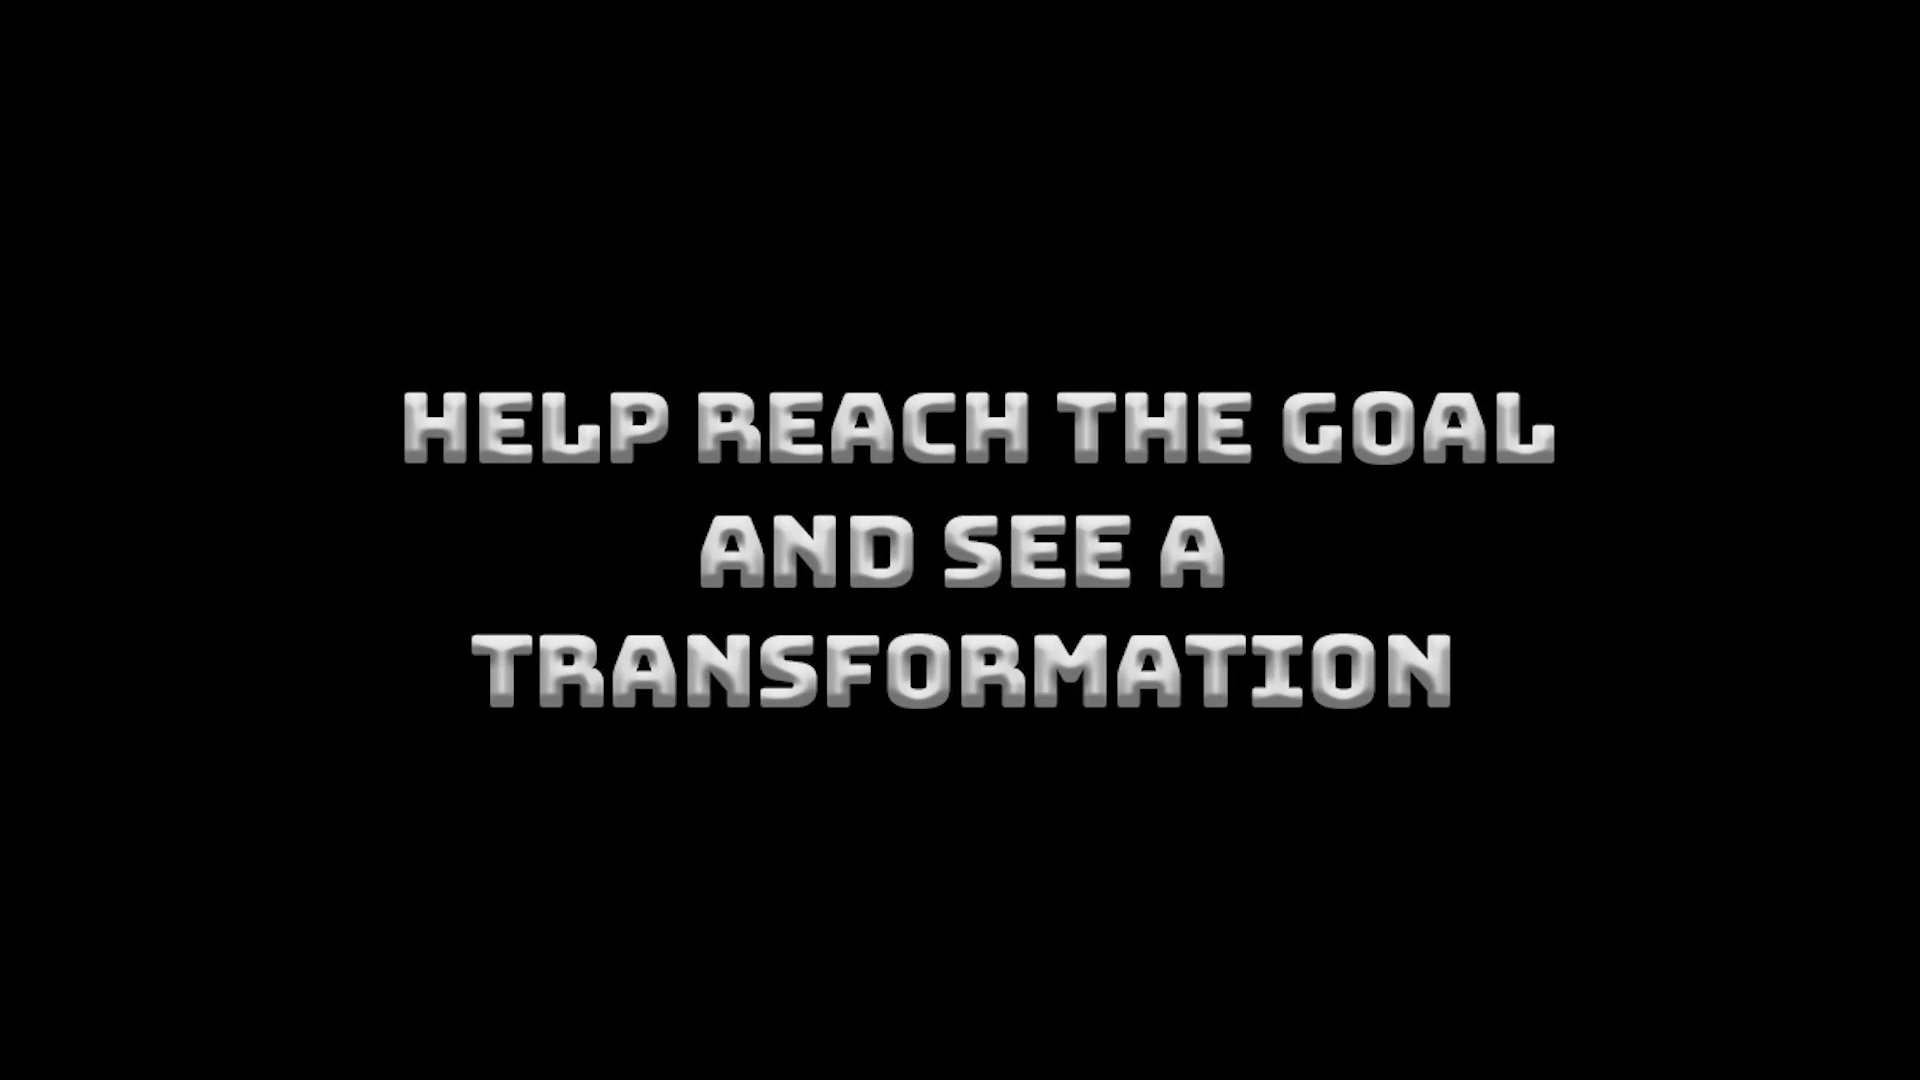 HELP REACH THE GOAL
AND SEE A
TRANSFORMATION